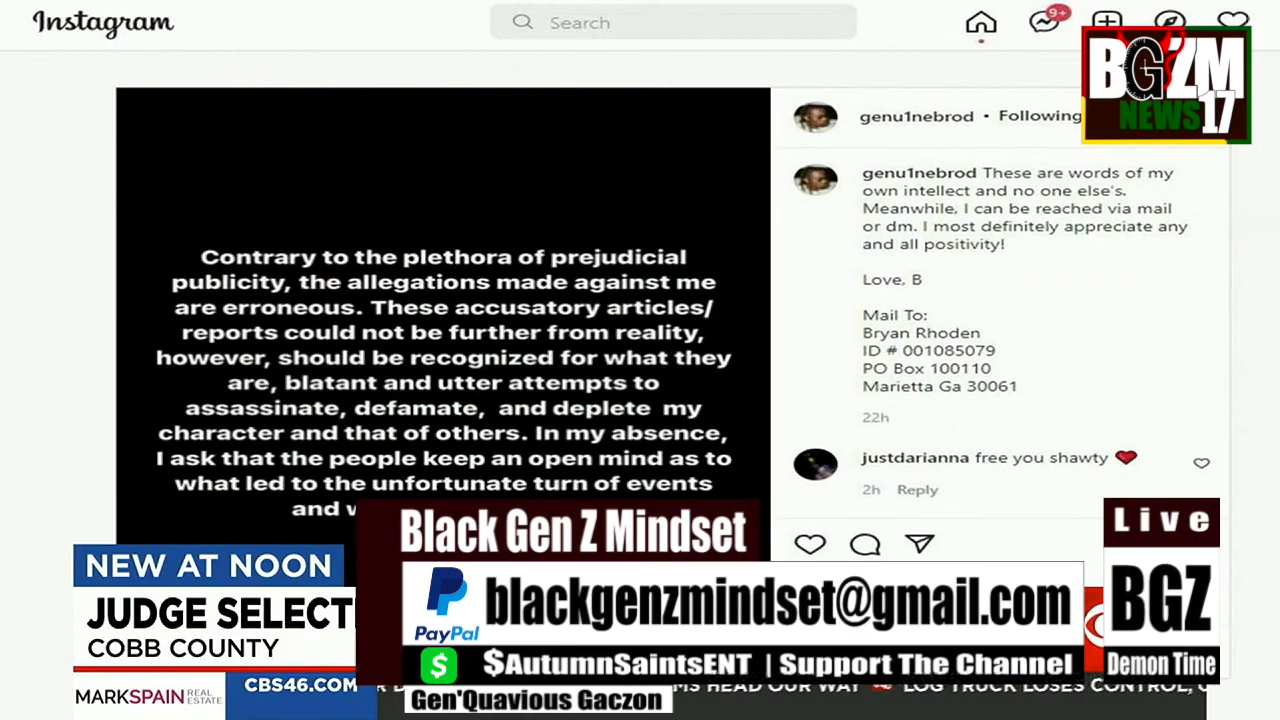 Instagram
Search
9+
BG'ZM
NEWS 17
genu1nebrod • Following
genu1nebrod These are words of my
own intellect and no one else's.
Meanwhile, I can be reached via mail
or dm. I most definitely appreciate any
and all positivity!
Love, B
Mail To:
Bryan Rhoden
ID # 001085079
PO Box 100110
Marietta Ga 30061
22h
justdarianna free you shawty
2h Reply
Contrary to the plethora of prejudicial
publicity, the allegations made against me
are erroneous. These accusatory articles/
reports could not be further from reality,
however, should be recognized for what they
are, blatant and utter attempts to
assassinate, defamate, and deplete my
character and that of others. In my absence,
I ask that the people keep an open mind as to
what led to the unfortunate turn of events
and
NEW AT NOON
JUDGE SELECT
COBB COUNTY
MARKSPAIN REAL ESTATE
CBS46.COM
Black Gen Z Mindset
PayPal
blackgenzmindset@gmail.com
$AutumnSaintsENT | Support The Channel
Gen'Quavious Gaczon
HEAD OUR WAY
LOG TRUCK LOSES CONTROL,
Live
BGZ
Demon Time